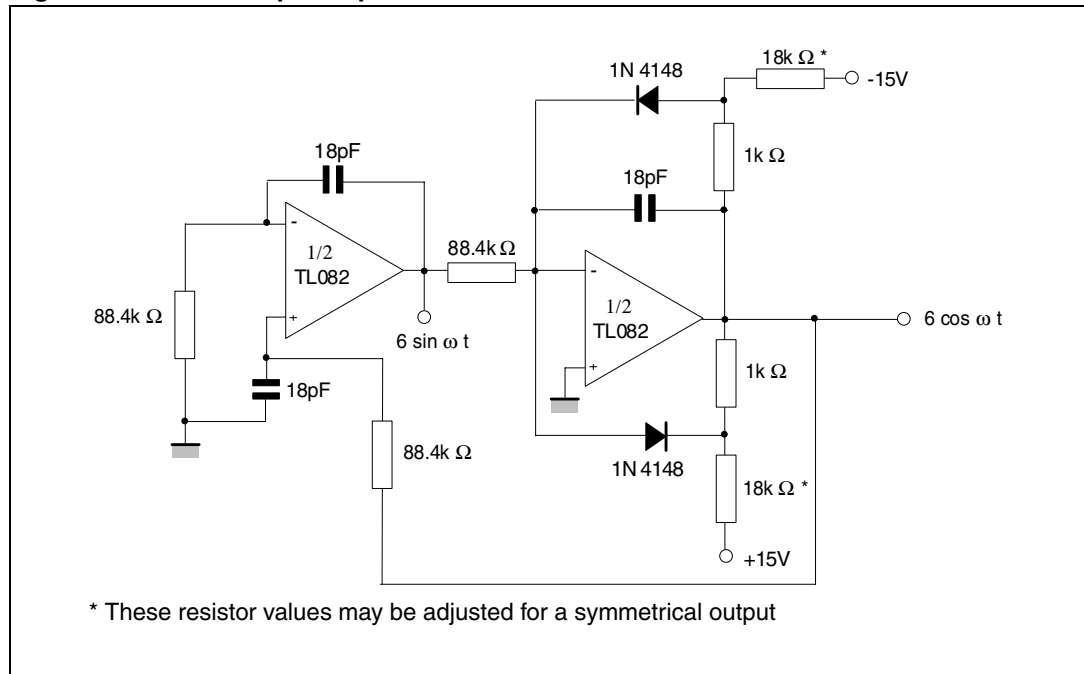 18k Ω *
1N 4148
-15V
18pF
1k Ω
18pF
-
88.4k Ω
-
1/2
TL082
1/2
TL082
88.4k Ω
+
6 sin ω t
+
6 cos ω t
18pF
1k Ω
88.4k Ω
1N 4148
18k Ω *
+15V
* These resistor values may be adjusted for a symmetrical output